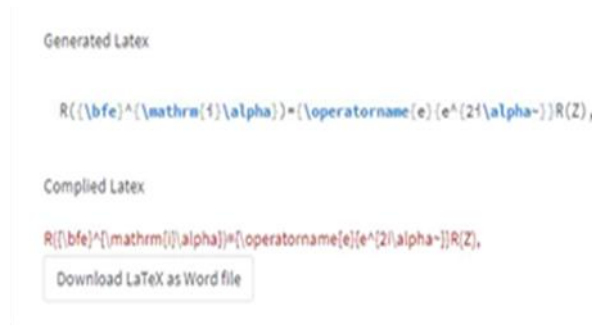 Generated Latex
R({\bfe}^{\mathrm{i}\alpha})={\operatorname{e}{e^{2i\alpha~}}R(Z),
Complied Latex
R({\bfe}^{\mathrm{i}\alpha})={\operatorname{e}{e^{2i\alpha~}}R(Z),
Download LaTeX as Word file